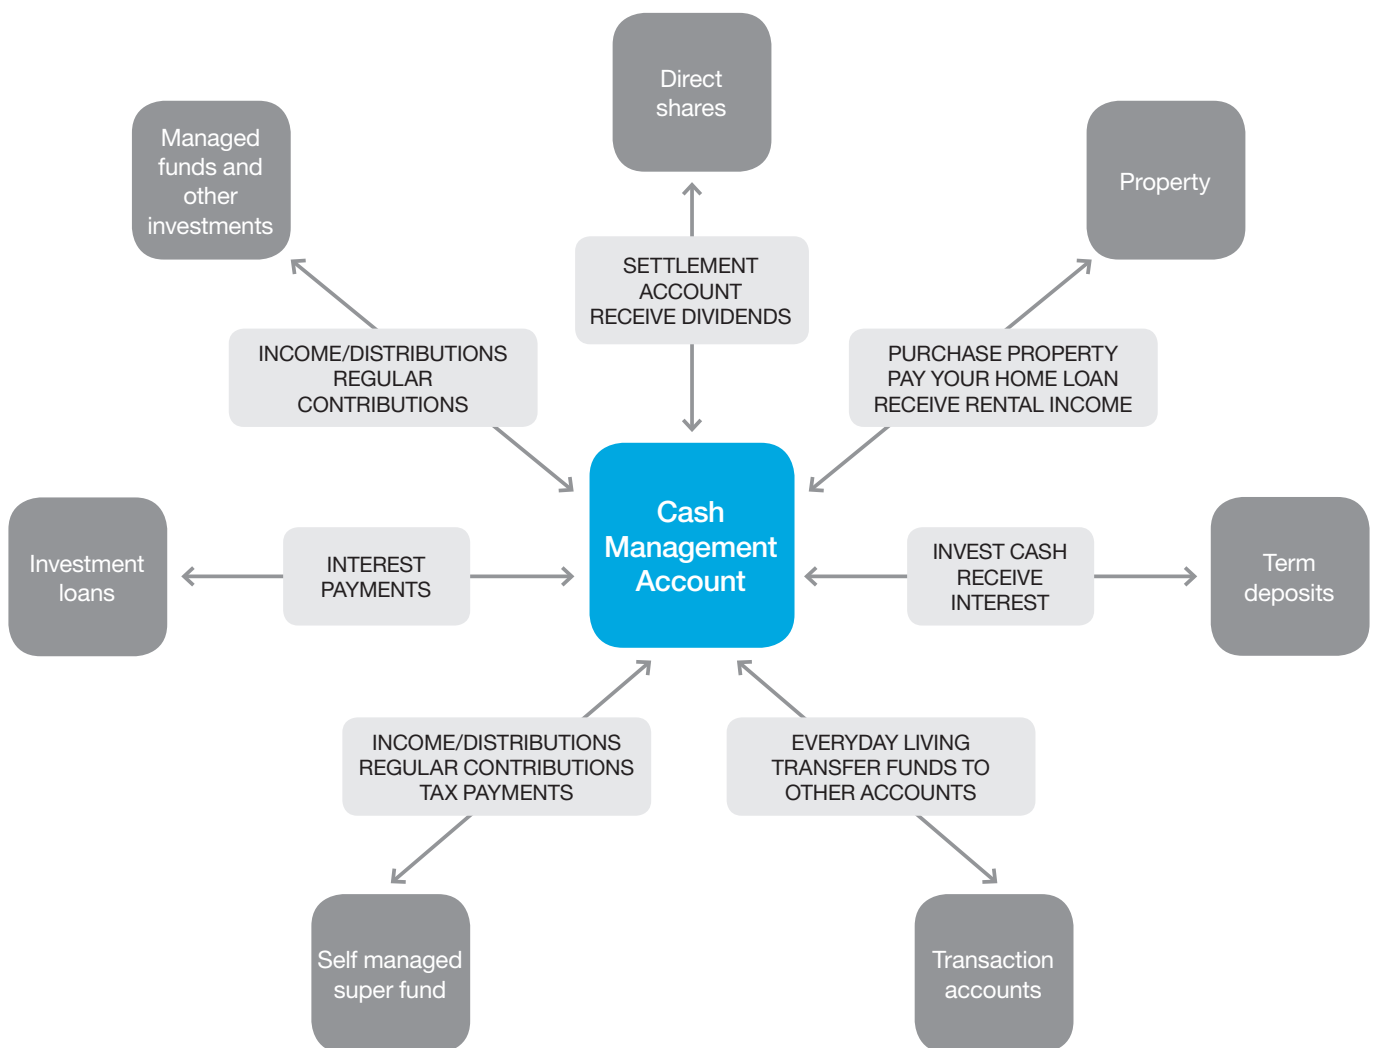 Direct
shares
Managed
funds and
other
investments
Property
SETTLEMENT
ACCOUNT
RECEIVE DIVIDENDS
INCOME/DISTRIBUTIONS
REGULAR
CONTRIBUTIONS
PURCHASE PROPERTY
PAY YOUR HOME LOAN
RECEIVE RENTAL INCOME
Cash
Management
Account
Investment
loans
INTEREST
PAYMENTS
INVEST CASH
RECEIVE
INTEREST
Term
deposits
INCOME/DISTRIBUTIONS
REGULAR CONTRIBUTIONS
TAX PAYMENTS
EVERYDAY LIVING
TRANSFER FUNDS TO
OTHER ACCOUNTS
Self managed
super fund
Transaction
accounts